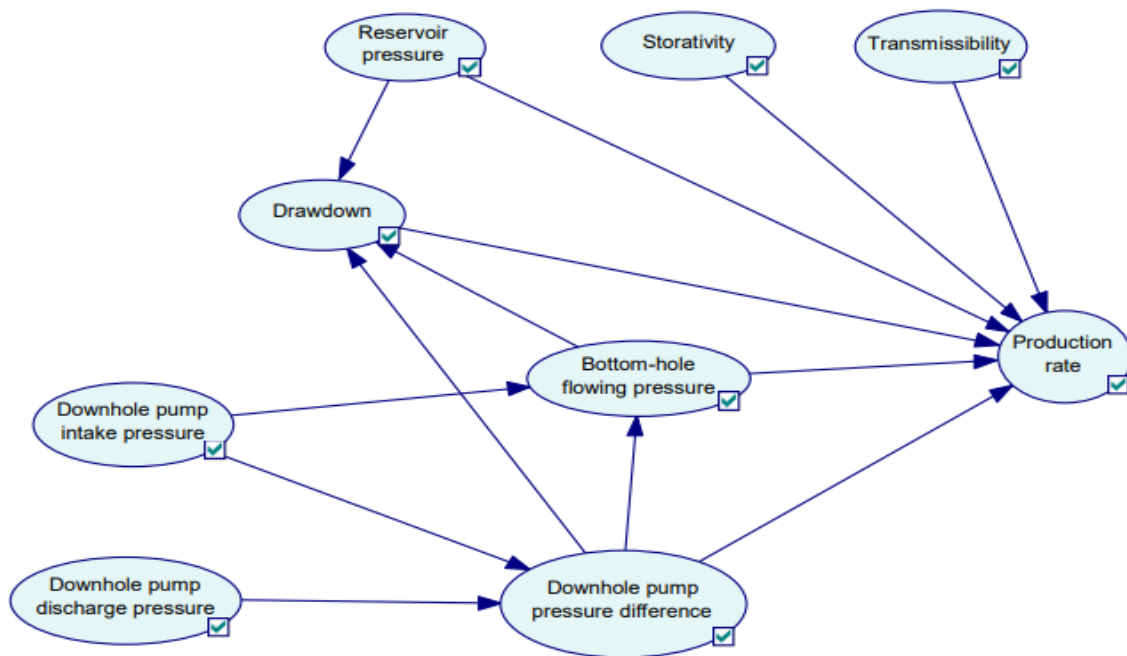 Reservoir
pressure
Storativity
Transmissibility
Drawdown
Production
rate
Bottom-hole
flowing pressure
Downhole pump
intake pressure
Downhole pump
discharge pressure
Downhole pump
pressure difference